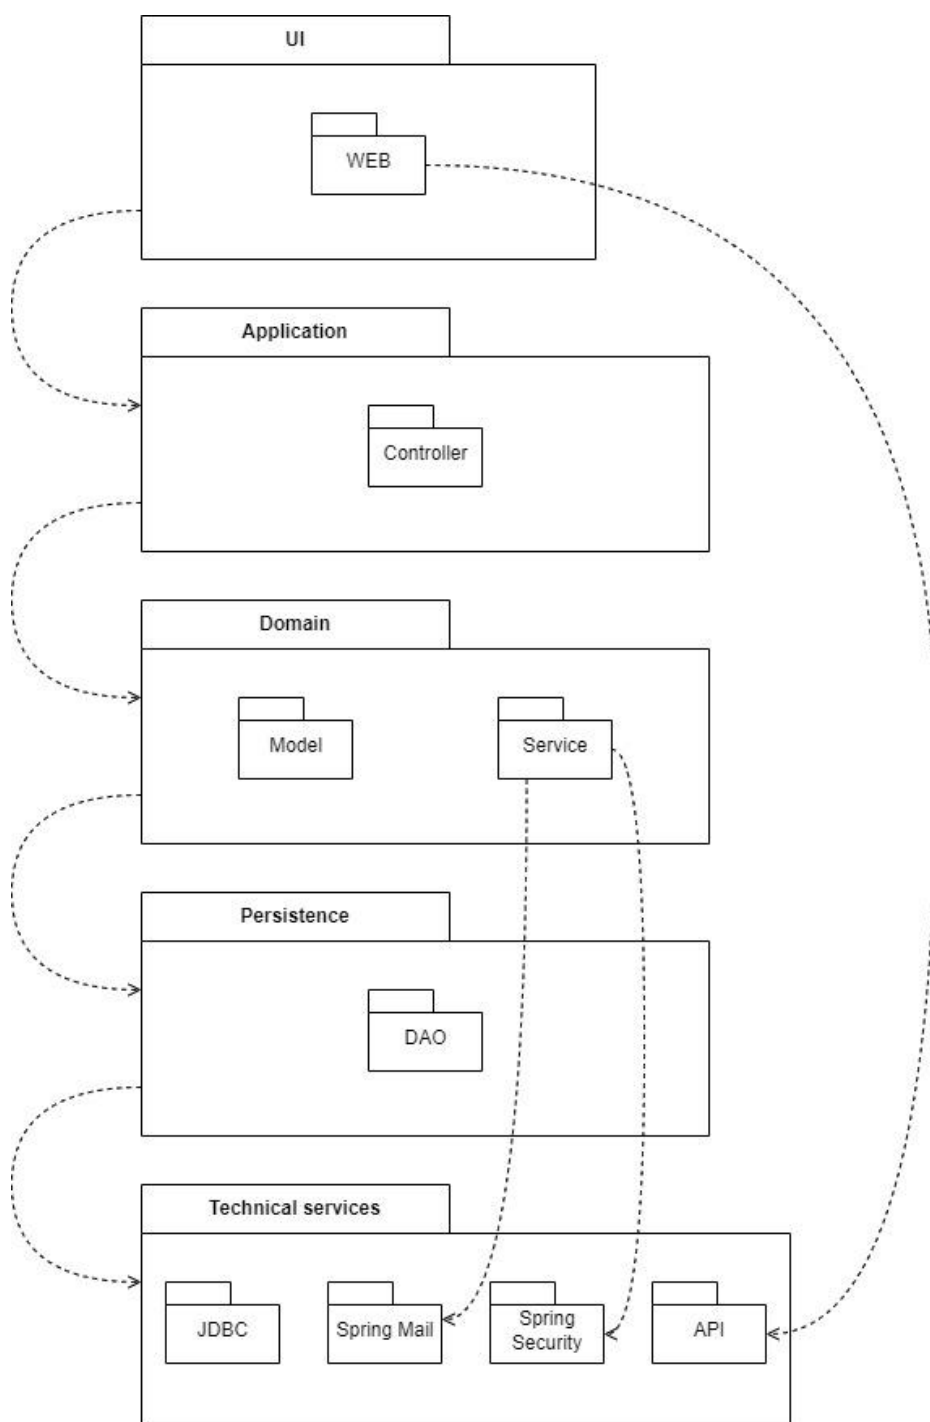 UI
WEB
Application
Controller
Domain
Model
Service
Persistence
DAO
Technical services
JDBC
Spring Mail
Spring
Security
API